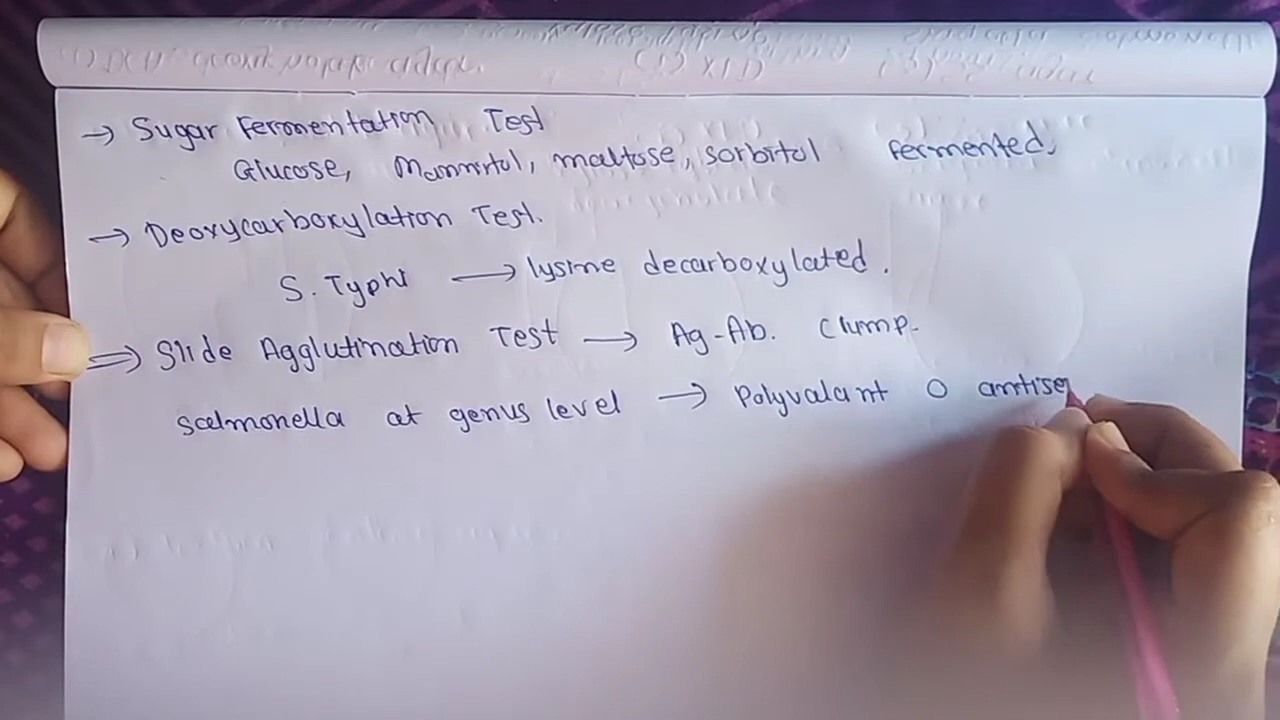 → Sugar Fermentation Test
Glucose, Mannitol, maltose, sorbitol fermented.
→ Deoxycarboxylation Test.
S. Typhi → lysine decarboxylated.
⇒ Slide Agglutination Test → Ag-Ab. Clump.
Salmonella at genus level → Polyvalant O antise